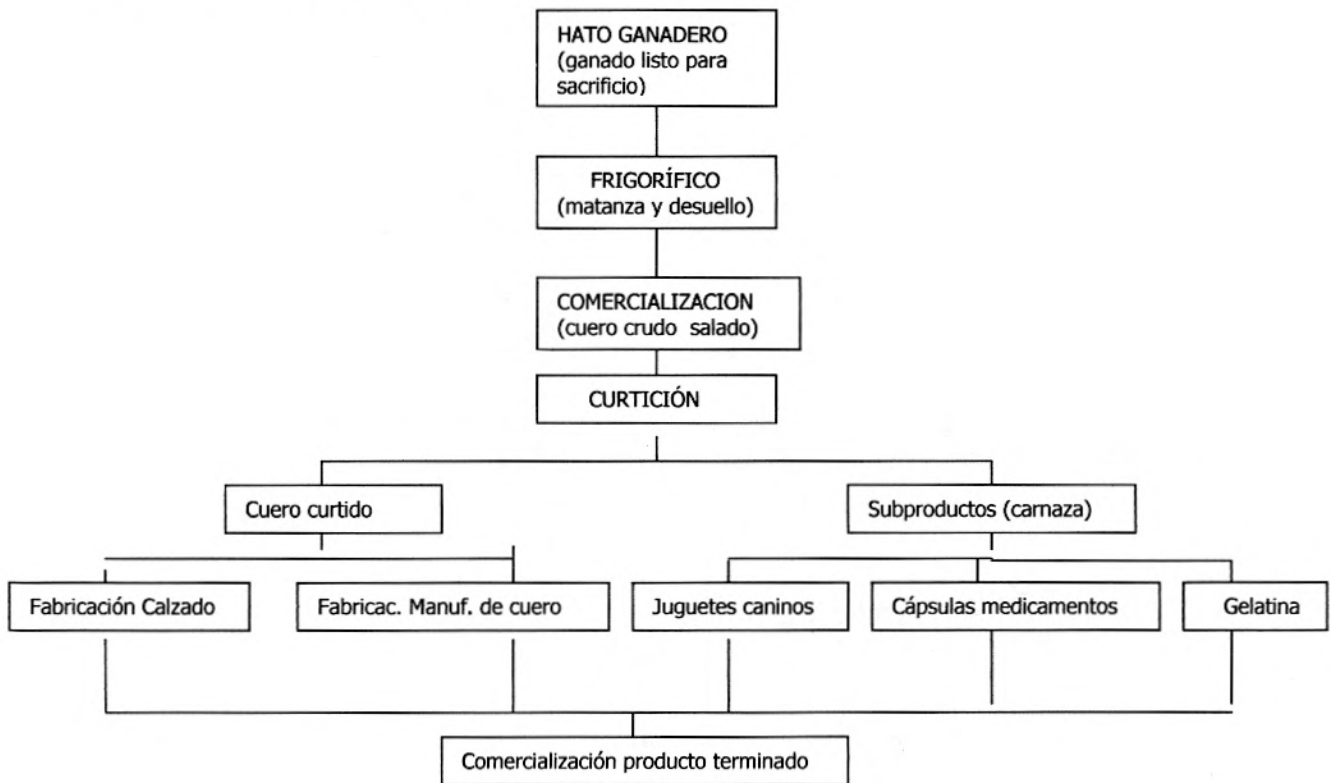 HATO GANADERO
(ganado listo para
sacrificio)
FRIGORÍFICO
(matanza y desuello)
COMERCIALIZACION
(cuero crudo salado)
CURTICIÓN
Cuero curtido
Subproductos (carnaza)
Fabricación Calzado
Fabricac. Manuf. de cuero
Juguetes caninos
Cápsulas medicamentos
Gelatina
Comercialización producto terminado